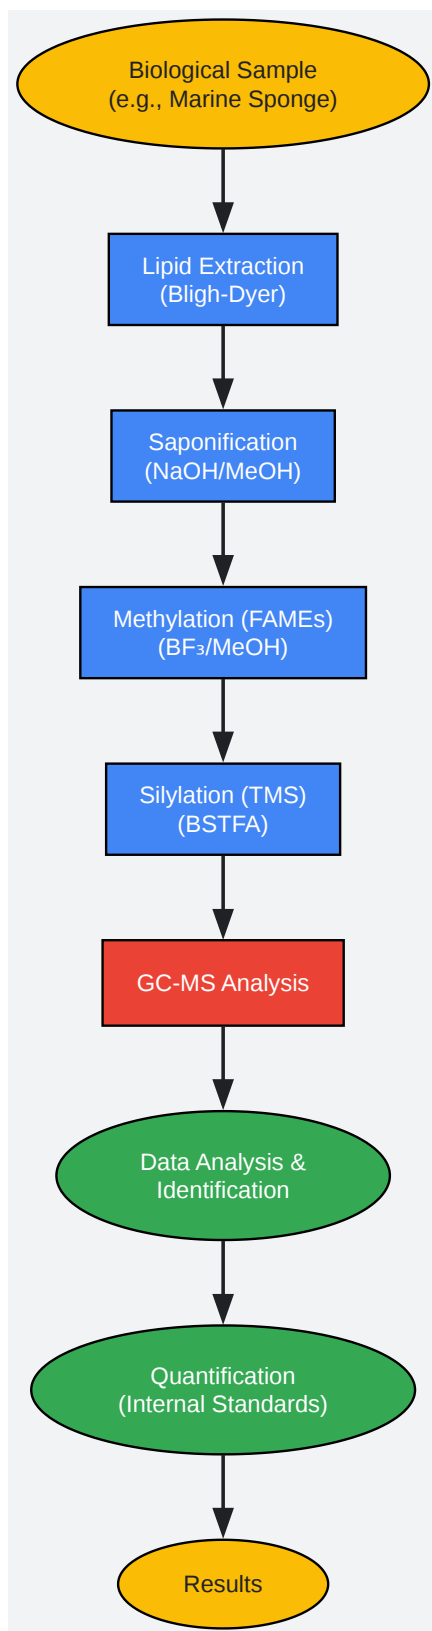 Biological Sample
(e.g., Marine Sponge)
Lipid Extraction
(Bligh-Dyer)
Saponification
(NaOH/MeOH)
Methylation (FAMEs)
(BF₃/MeOH)
Silylation (TMS)
(BSTFA)
GC-MS Analysis
Data Analysis &
Identification
Quantification
(Internal Standards)
Results